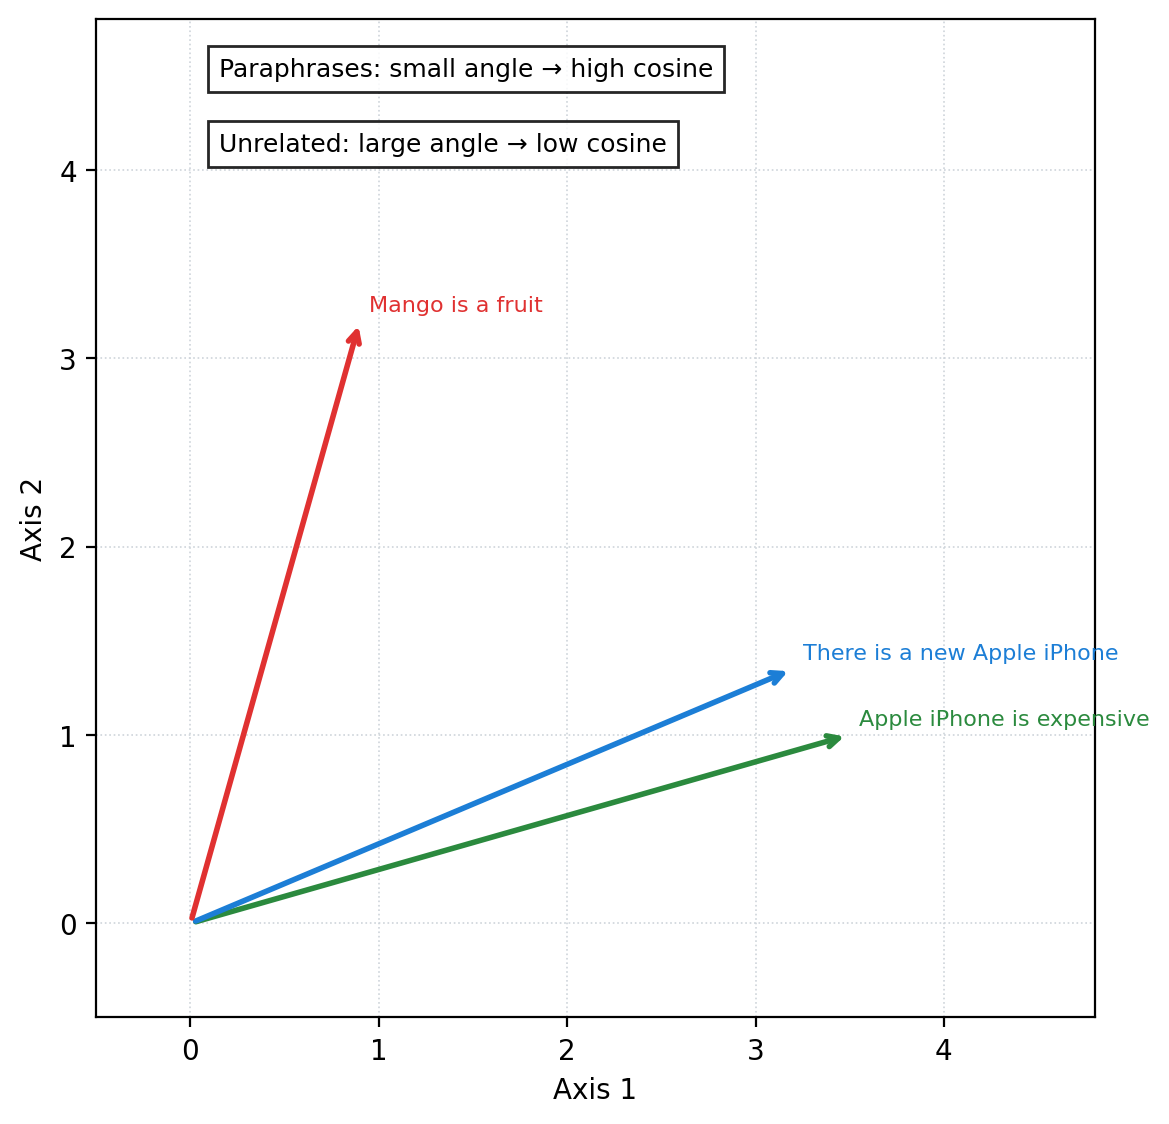 Paraphrases: small angle → high cosine
Unrelated: large angle → low cosine
4
Mango is a fruit
3
Axis 2
2
There is a new Apple iPhone
Apple iPhone is expensive
1
0
0 1 2 3 4
Axis 1